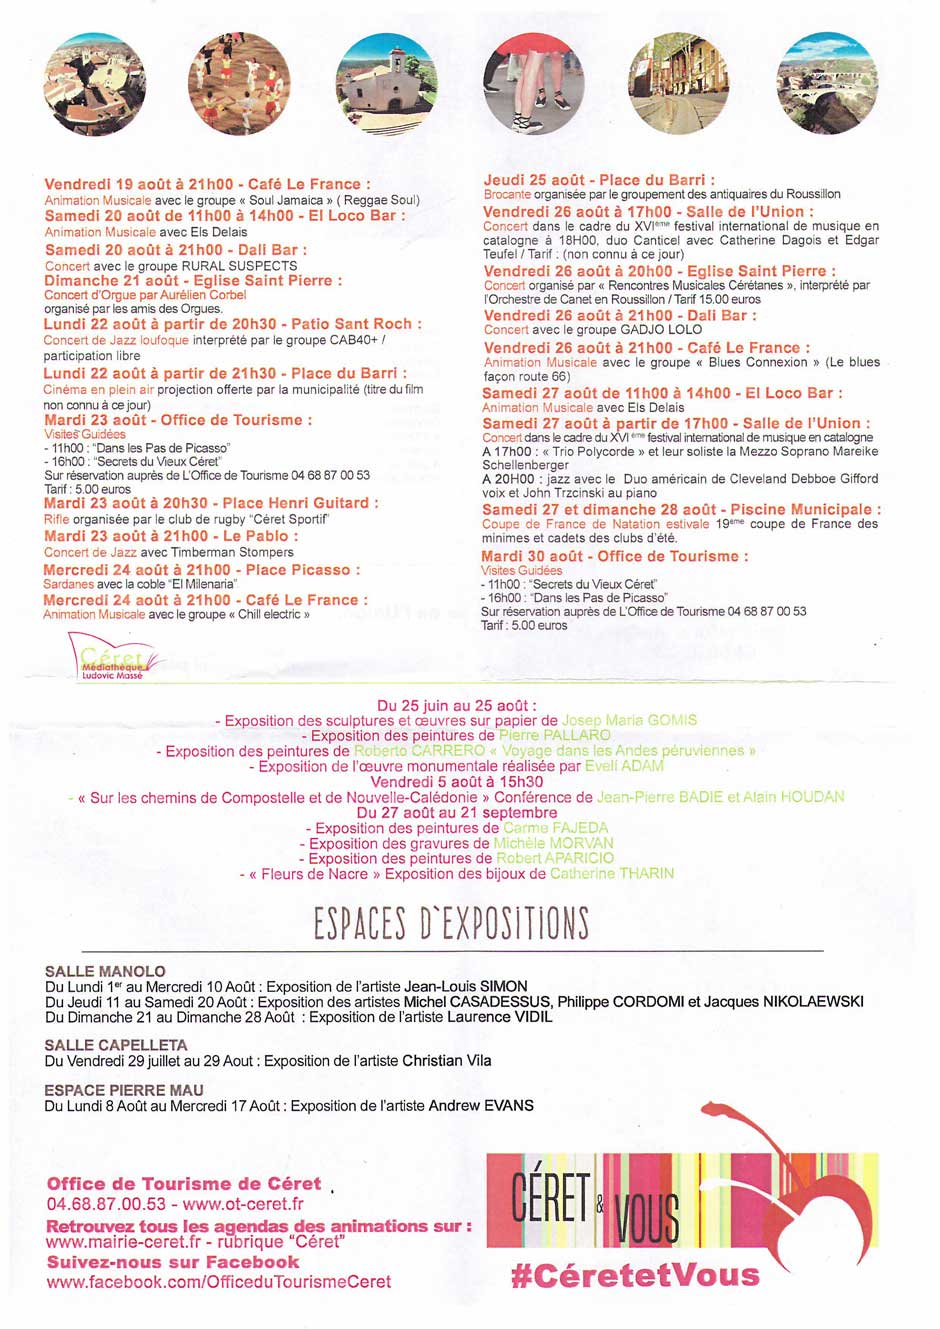 Vendredi 19 août à 21h00 - Café Le France :
Animation Musicale avec le groupe « Soul Jamaica » ( Reggae Soul)
Samedi 20 août de 11h00 à 14h00 - El Loco Bar :
Animation Musicale avec Els Delais
Samedi 20 août à 21h00 - Dali Bar :
Concert avec le groupe RURAL SUSPECTS
Dimanche 21 août - Eglise Saint Pierre :
Concert d'Orgue par Aurélien Corbel
organisé par les amis des Orgues.
Lundi 22 août à partir de 20h30 - Patio Sant Roch :
Concert de Jazz loufoque interprété par le groupe CAB40+ /
participation libre
Lundi 22 août à partir de 21h30 - Place du Barri :
Cinéma en plein air projection offerte par la municipalité (titre du film
non connu à ce jour)
Mardi 23 août - Office de Tourisme :
Visites Guidées
- 11h00 : "Dans les Pas de Picasso"
- 16h00 : "Secrets du Vieux Céret"
Sur réservation auprès de L'Office de Tourisme 04 68 87 00 53
Tarif : 5.00 euros
Mardi 23 août à 20h30 - Place Henri Guitard :
Rifle organisée par le club de rugby "Céret Sportif"
Mardi 23 août à 21h00 - Le Pablo :
Concert de Jazz avec Timberman Stompers
Mercredi 24 août à 21h00 - Place Picasso :
Sardanes avec la coble "El Milenaria"
Mercredi 24 août à 21h00 - Café Le France :
Animation Musicale avec le groupe « Chill electric »
Jeudi 25 août - Place du Barri :
Brocante organisée par le groupement des antiquaires du Roussillon
Vendredi 26 août à 17h00 - Salle de l'Union :
Concert dans le cadre du XVIème festival international de musique en
catalogne à 18H00, duo Canticel avec Catherine Dagois et Edgar
Teufel / Tarif : (non connu à ce jour)
Vendredi 26 août à 20h00 - Eglise Saint Pierre :
Concert organisé par « Rencontres Musicales Cérétanes », interprété par
l'Orchestre de Canet en Roussillon / Tarif 15.00 euros
Vendredi 26 août à 21h00 - Dali Bar :
Concert avec le groupe GADJO LOLO
Vendredi 26 août à 21h00 - Café Le France :
Animation Musicale avec le groupe « Blues Connexion » (Le blues
façon route 66)
Samedi 27 août de 11h00 à 14h00 - El Loco Bar :
Animation Musicale avec Els Delais
Samedi 27 août à partir de 17h00 - Salle de l'Union :
Concert dans le cadre du XVI ème festival international de musique en catalogne
A 17h00 : « Trio Polycorde » et leur soliste la Mezzo Soprano Mareike
Schellenberger
A 20H00 : jazz avec le Duo américain de Cleveland Debboe Gifford
voix et John Trzcinski au piano
Samedi 27 et dimanche 28 août - Piscine Municipale :
Coupe de France de Natation estivale 19ème coupe de France des
minimes et cadets des clubs d'été.
Mardi 30 août - Office de Tourisme :
Visites Guidées
- 11h00 : "Secrets du Vieux Céret"
- 16h00 : "Dans les Pas de Picasso"
Sur réservation auprès de L'Office de Tourisme 04 68 87 00 53
Tarif : 5.00 euros
Céret
Médiathèque
Ludovic Massé
Du 25 juin au 25 août :
- Exposition des sculptures et œuvres sur papier de Josep Maria GOMIS
- Exposition des peintures de Pierre PALLARO
- Exposition des peintures de Roberto CARRERO « Voyage dans les Andes péruviennes »
- Exposition de l'œuvre monumentale réalisée par Eveli ADAM
Vendredi 5 août à 15h30
- « Sur les chemins de Compostelle et de Nouvelle-Calédonie » Conférence de Jean-Pierre BADIE et Alain HOUDAN
Du 27 août au 21 septembre
- Exposition des peintures de Carme FAJEDA
- Exposition des gravures de Michèle MORVAN
- Exposition des peintures de Robert APARICIO
- « Fleurs de Nacre » Exposition des bijoux de Catherine THARIN
ESPACES D'EXPOSITIONS
SALLE MANOLO
Du Lundi 1er au Mercredi 10 Août : Exposition de l'artiste Jean-Louis SIMON
Du Jeudi 11 au Samedi 20 Août : Exposition des artistes Michel CASADESSUS, Philippe CORDOMI et Jacques NIKOLAEWSKI
Du Dimanche 21 au Dimanche 28 Août : Exposition de l'artiste Laurence VIDIL
SALLE CAPELLETA
Du Vendredi 29 juillet au 29 Aout : Exposition de l'artiste Christian Vila
ESPACE PIERRE MAU
Du Lundi 8 Août au Mercredi 17 Août : Exposition de l'artiste Andrew EVANS
Office de Tourisme de Céret
04.68.87.00.53 - www.ot-ceret.fr
Retrouvez tous les agendas des animations sur :
www.mairie-ceret.fr - rubrique "Céret"
Suivez-nous sur Facebook
www.facebook.com/OfficeduTourismeCeret
CÉRET & VOUS
#CéretetVous